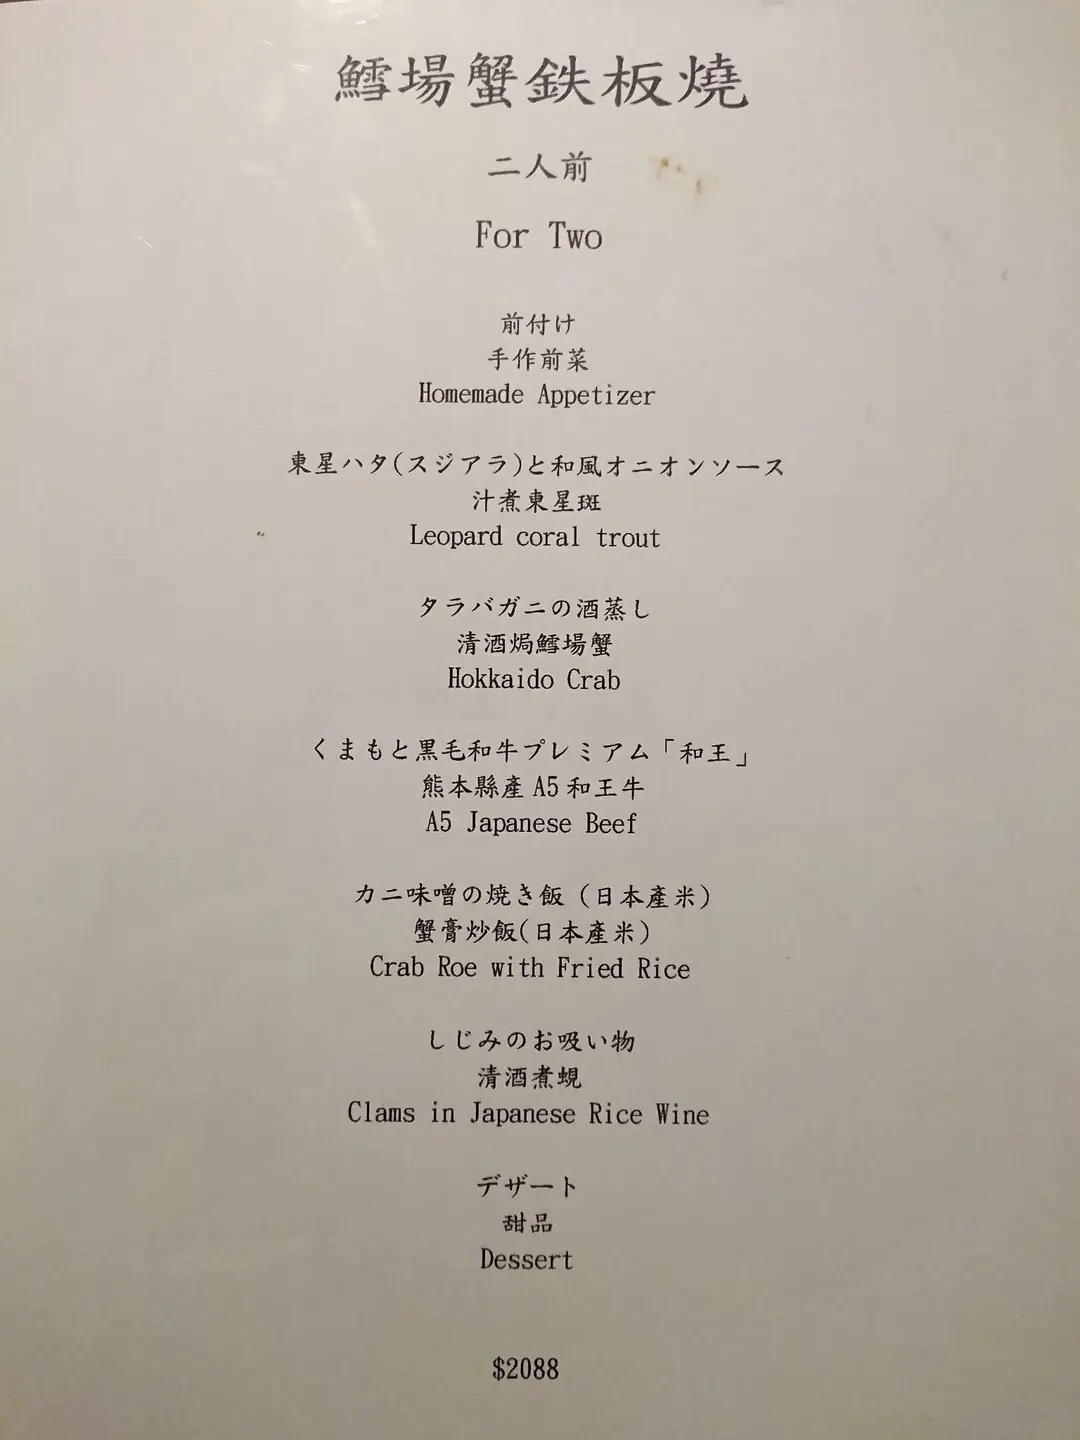 鱈場蟹鉄板燒
二人前
For Two
前付け
手作前菜
Homemade Appetizer
東星ハタ(スジアラ)と和風オニオンソース
汁煮東星斑
Leopard coral trout
タラバガニの酒蒸し
清酒焗鱈場蟹
Hokkaido Crab
くまもと黒毛和牛プレミアム「和王」
熊本縣產 A5 和王牛
A5 Japanese Beef
カニ味噌の焼き飯（日本產米）
蟹膏炒飯(日本產米)
Crab Roe with Fried Rice
しじみのお吸い物
清酒煮蜆
Clams in Japanese Rice Wine
デザート
甜品
Dessert
$2088